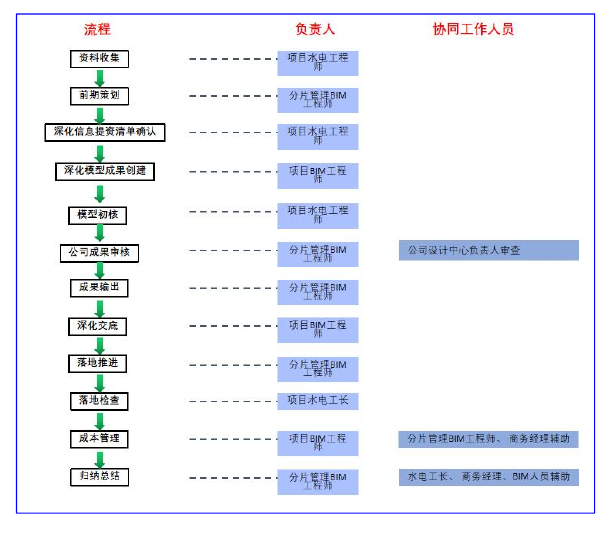 流程 负责人 协同工作人员
资料收集 项目水电工程
师
前期策划 分片管理BIM
工程师
深化信息提资清单确认 项目水电工程
师
深化模型成果创建 项目BIM工程
师
模型初核 项目水电工程
师
公司成果审核 分片管理BIM
工程师 公司设计中心负责人审查
成果输出 分片管理BIM
工程师
深化交底 项目BIM工程
师
落地推进 分片管理BIM
工程师
落地检查 项目水电工长
成本管理 项目BIM工程
师 分片管理BIM工程师、 商务经理辅助
归纳总结 分片管理BIM
工程师 水电工长、 商务经理、BIM人员辅助